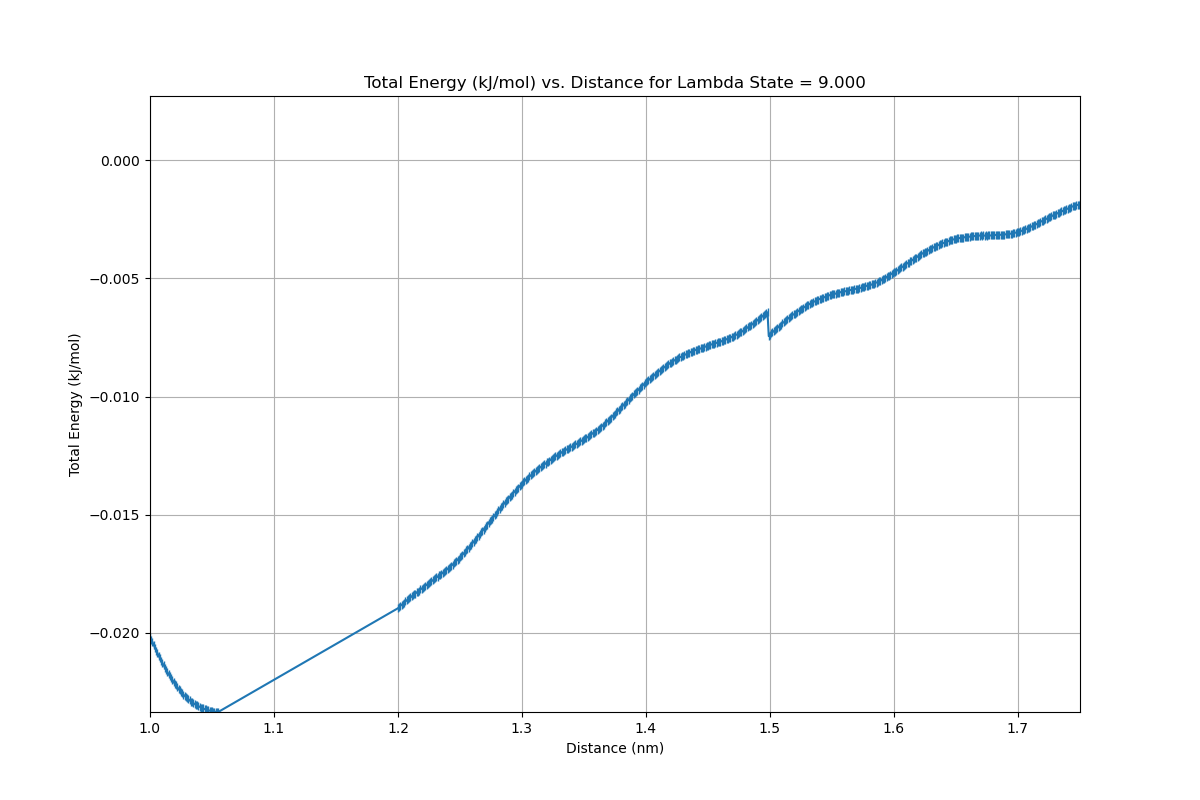 Total Energy (kJ/mol) vs. Distance for Lambda State = 9.000
Total Energy (kJ/mol)
0.000
−0.005
−0.010
−0.015
−0.020
1.0 1.1 1.2 1.3 1.4 1.5 1.6 1.7
Distance (nm)